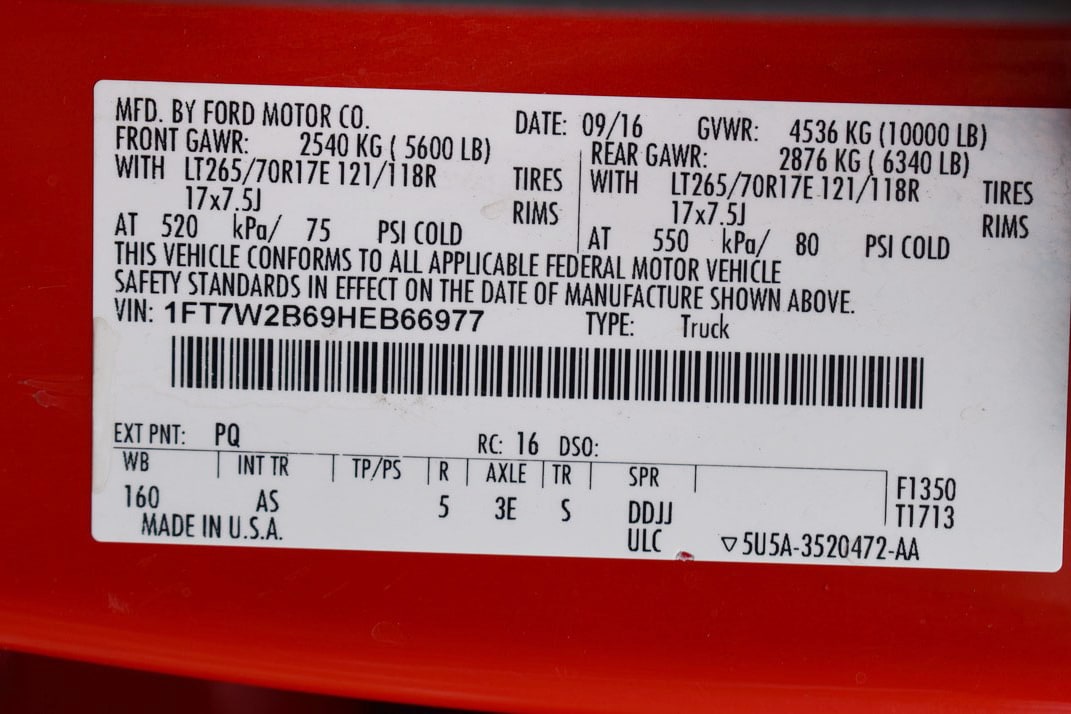 MFD. BY FORD MOTOR CO.
DATE: 09/16 GVWR: 4536 KG (10000 LB)
FRONT GAWR: 2540 KG ( 5600 LB)
REAR GAWR: 2876 KG ( 6340 LB)
WITH LT265/70R17E 121/118R TIRES
WITH LT265/70R17E 121/118R TIRES
17x7.5J RIMS
17x7.5J RIMS
AT 520 kPa/ 75 PSI COLD
AT 550 kPa/ 80 PSI COLD
THIS VEHICLE CONFORMS TO ALL APPLICABLE FEDERAL MOTOR VEHICLE
SAFETY STANDARDS IN EFFECT ON THE DATE OF MANUFACTURE SHOWN ABOVE.
VIN: 1FT7W2B69HEB66977 TYPE: Truck
EXT PNT: PQ RC: 16 DSO:
WB INT TR TP/PS R AXLE TR SPR
160 AS 5 3E S DDJJ F1350
T1713
MADE IN U.S.A. ULC ▽5U5A-3520472-AA